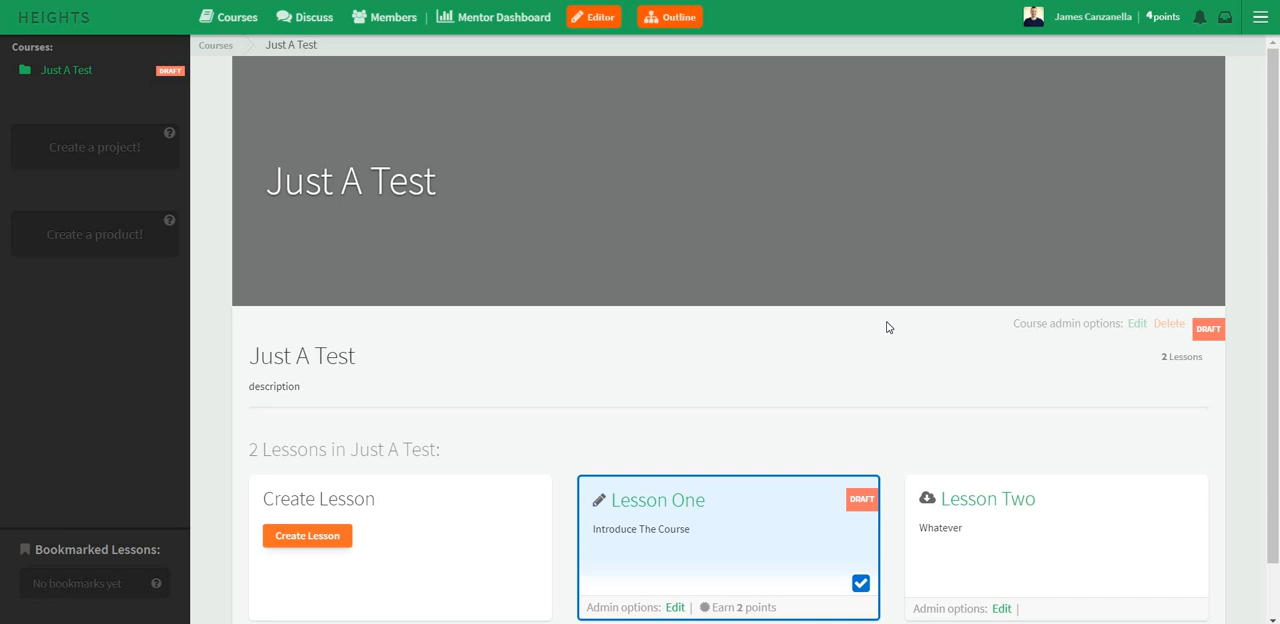 HEIGHTS
Courses
Discuss
Members
|
Mentor Dashboard
Editor
Outline
James Canzanella
|
4points
Courses:
Just A Test
DRAFT
Create a project!
Create a product!
Bookmarked Lessons:
No bookmarks yet
Courses
Just A Test
Just A Test
Course admin options: Edit Delete
DRAFT
Just A Test
2 Lessons
description
2 Lessons in Just A Test:
Create Lesson
Create Lesson
Lesson One
DRAFT
Introduce The Course
Admin options: Edit | Earn 2 points
Lesson Two
Whatever
Admin options: Edit |